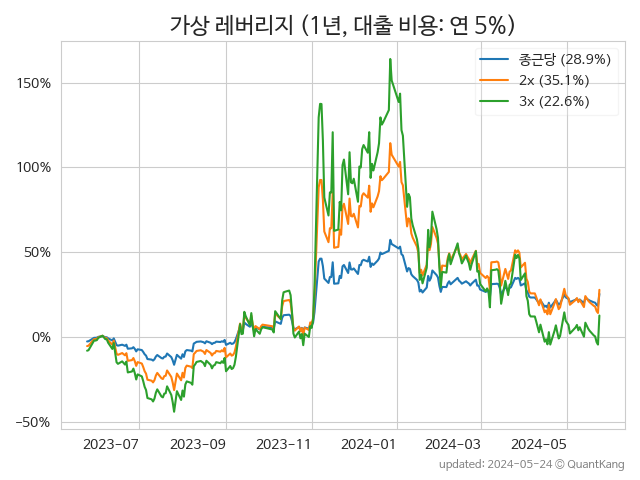 가상 레버리지 (1년, 대출 비용: 연 5%)
종근당 (28.9%)
2x (35.1%)
3x (22.6%)
150%
100%
50%
0%
−50%
2023-07 2023-09 2023-11 2024-01 2024-03 2024-05
updated: 2024-05-24 © QuantKang